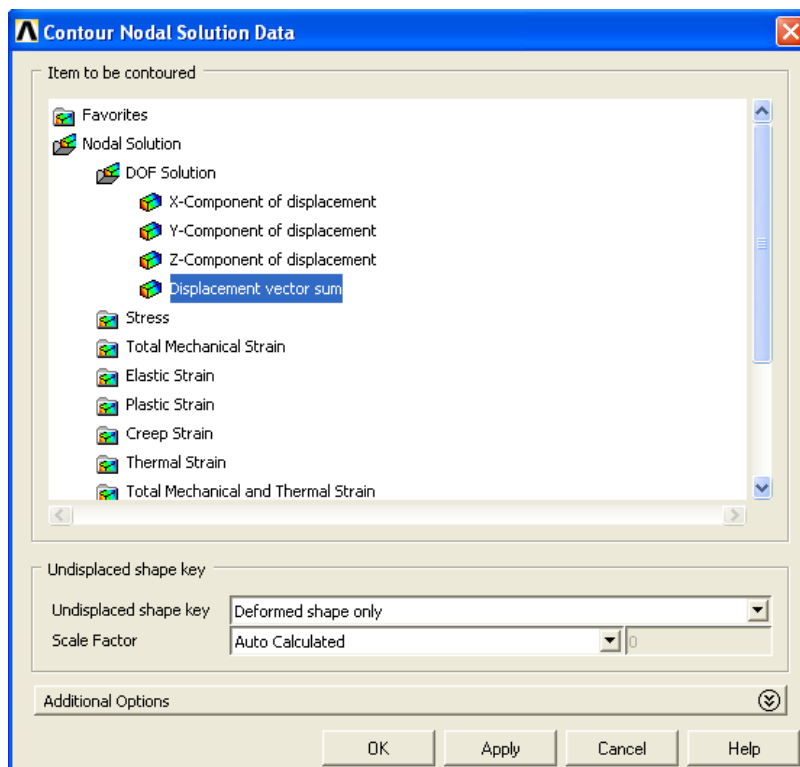 Contour Nodal Solution Data
Item to be contoured
Favorites
Nodal Solution
DOF Solution
X-Component of displacement
Y-Component of displacement
Z-Component of displacement
Displacement vector sum
Stress
Total Mechanical Strain
Elastic Strain
Plastic Strain
Creep Strain
Thermal Strain
Total Mechanical and Thermal Strain
Undisplaced shape key
Undisplaced shape key Deformed shape only
Scale Factor Auto Calculated 0
Additional Options
OK Apply Cancel Help